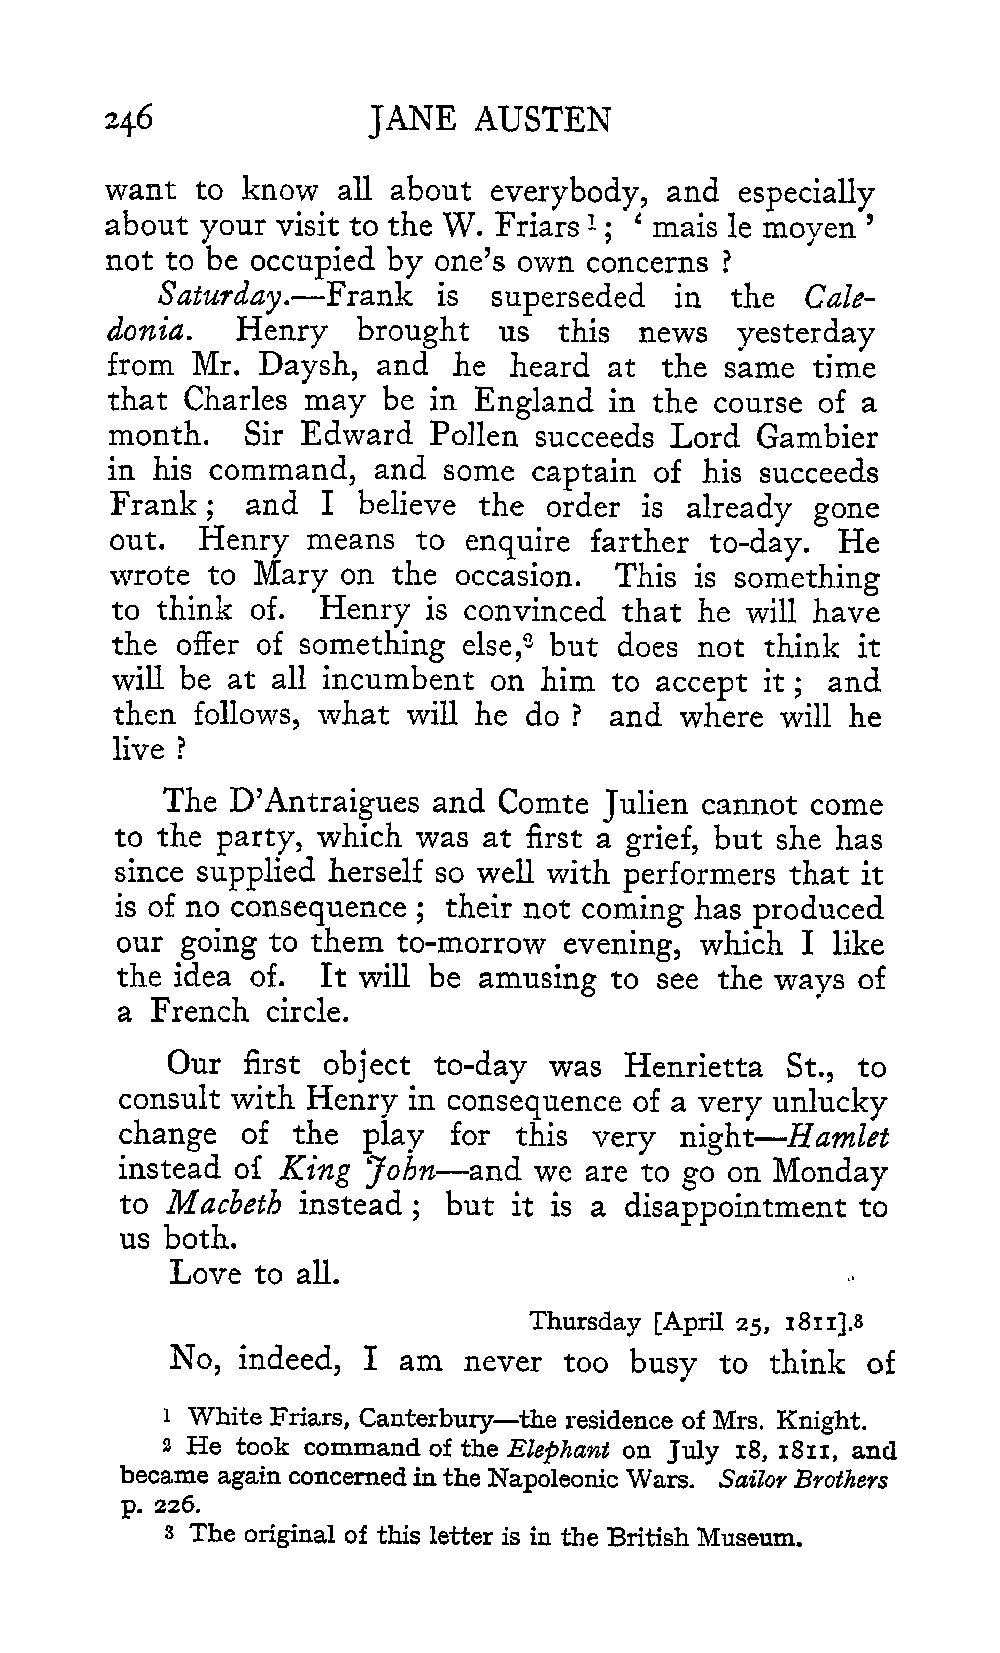 246 JANE AUSTEN
want to know all about everybody, and especially
about your visit to the W. Friars ¹ ; ‘ mais le moyen ’
not to be occupied by one’s own concerns ?
Saturday.—Frank is superseded in the Cale-
donia. Henry brought us this news yesterday
from Mr. Daysh, and he heard at the same time
that Charles may be in England in the course of a
month. Sir Edward Pollen succeeds Lord Gambier
in his command, and some captain of his succeeds
Frank ; and I believe the order is already gone
out. Henry means to enquire farther to-day. He
wrote to Mary on the occasion. This is something
to think of. Henry is convinced that he will have
the offer of something else,² but does not think it
will be at all incumbent on him to accept it ; and
then follows, what will he do ? and where will he
live ?
The D’Antraigues and Comte Julien cannot come
to the party, which was at first a grief, but she has
since supplied herself so well with performers that it
is of no consequence ; their not coming has produced
our going to them to-morrow evening, which I like
the idea of. It will be amusing to see the ways of
a French circle.
Our first object to-day was Henrietta St., to
consult with Henry in consequence of a very unlucky
change of the play for this very night—Hamlet
instead of King John—and we are to go on Monday
to Macbeth instead ; but it is a disappointment to
us both.
Love to all.
Thursday [April 25, 1811].³
No, indeed, I am never too busy to think of
¹ White Friars, Canterbury—the residence of Mrs. Knight.
² He took command of the Elephant on July 18, 1811, and
became again concerned in the Napoleonic Wars. Sailor Brothers
p. 226.
³ The original of this letter is in the British Museum.